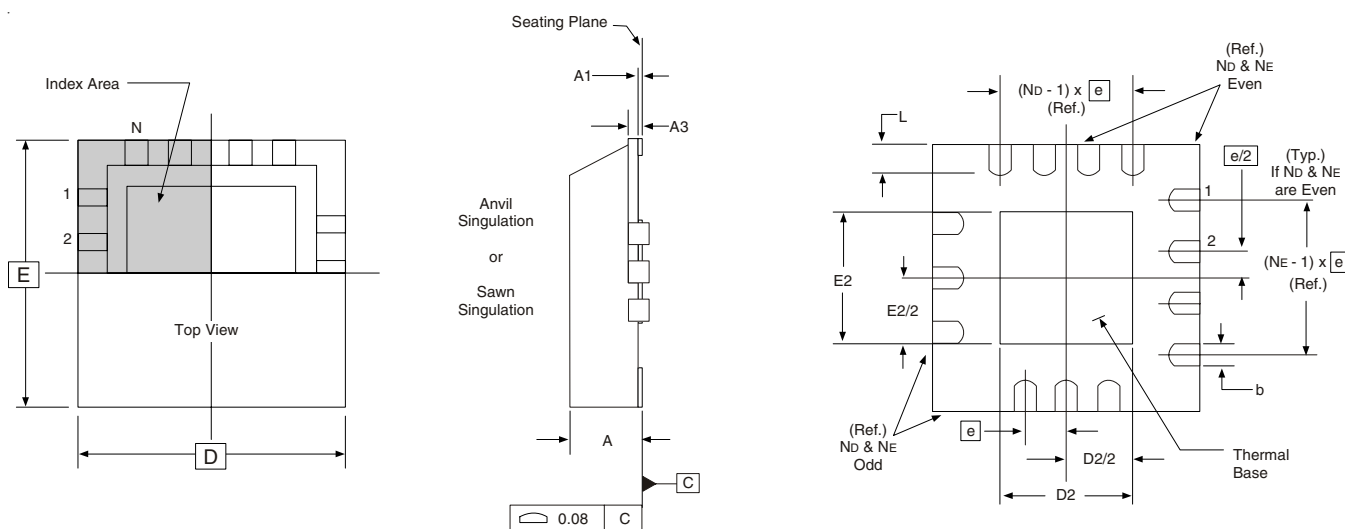 Index Area
N
1
2
E
Top View
D
Seating Plane
A1
A3
Anvil
Singulation
or
Sawn
Singulation
A
C
0.08 C
(Ref.)
ND & NE
Even
(ND - 1) x e
(Ref.)
L
e/2
(Typ.)
If ND & NE
are Even
1
2
(NE - 1) x e
(Ref.)
E2
E2/2
b
(Ref.)
ND & NE
Odd
e
D2/2
D2
Thermal
Base